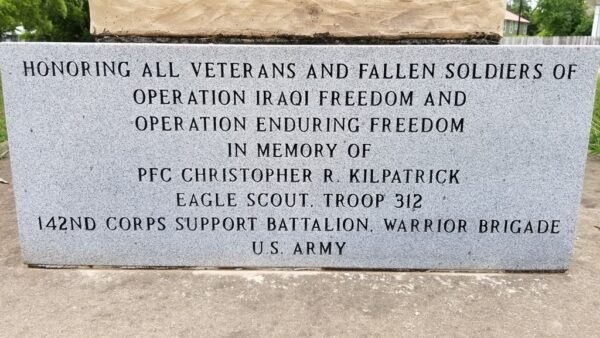 HONORING ALL VETERANS AND FALLEN SOLDIERS OF
OPERATION IRAQI FREEDOM AND
OPERATION ENDURING FREEDOM
IN MEMORY OF
PFC CHRISTOPHER R. KILPATRICK
EAGLE SCOUT, TROOP 312
142ND CORPS SUPPORT BATTALION, WARRIOR BRIGADE
U.S. ARMY